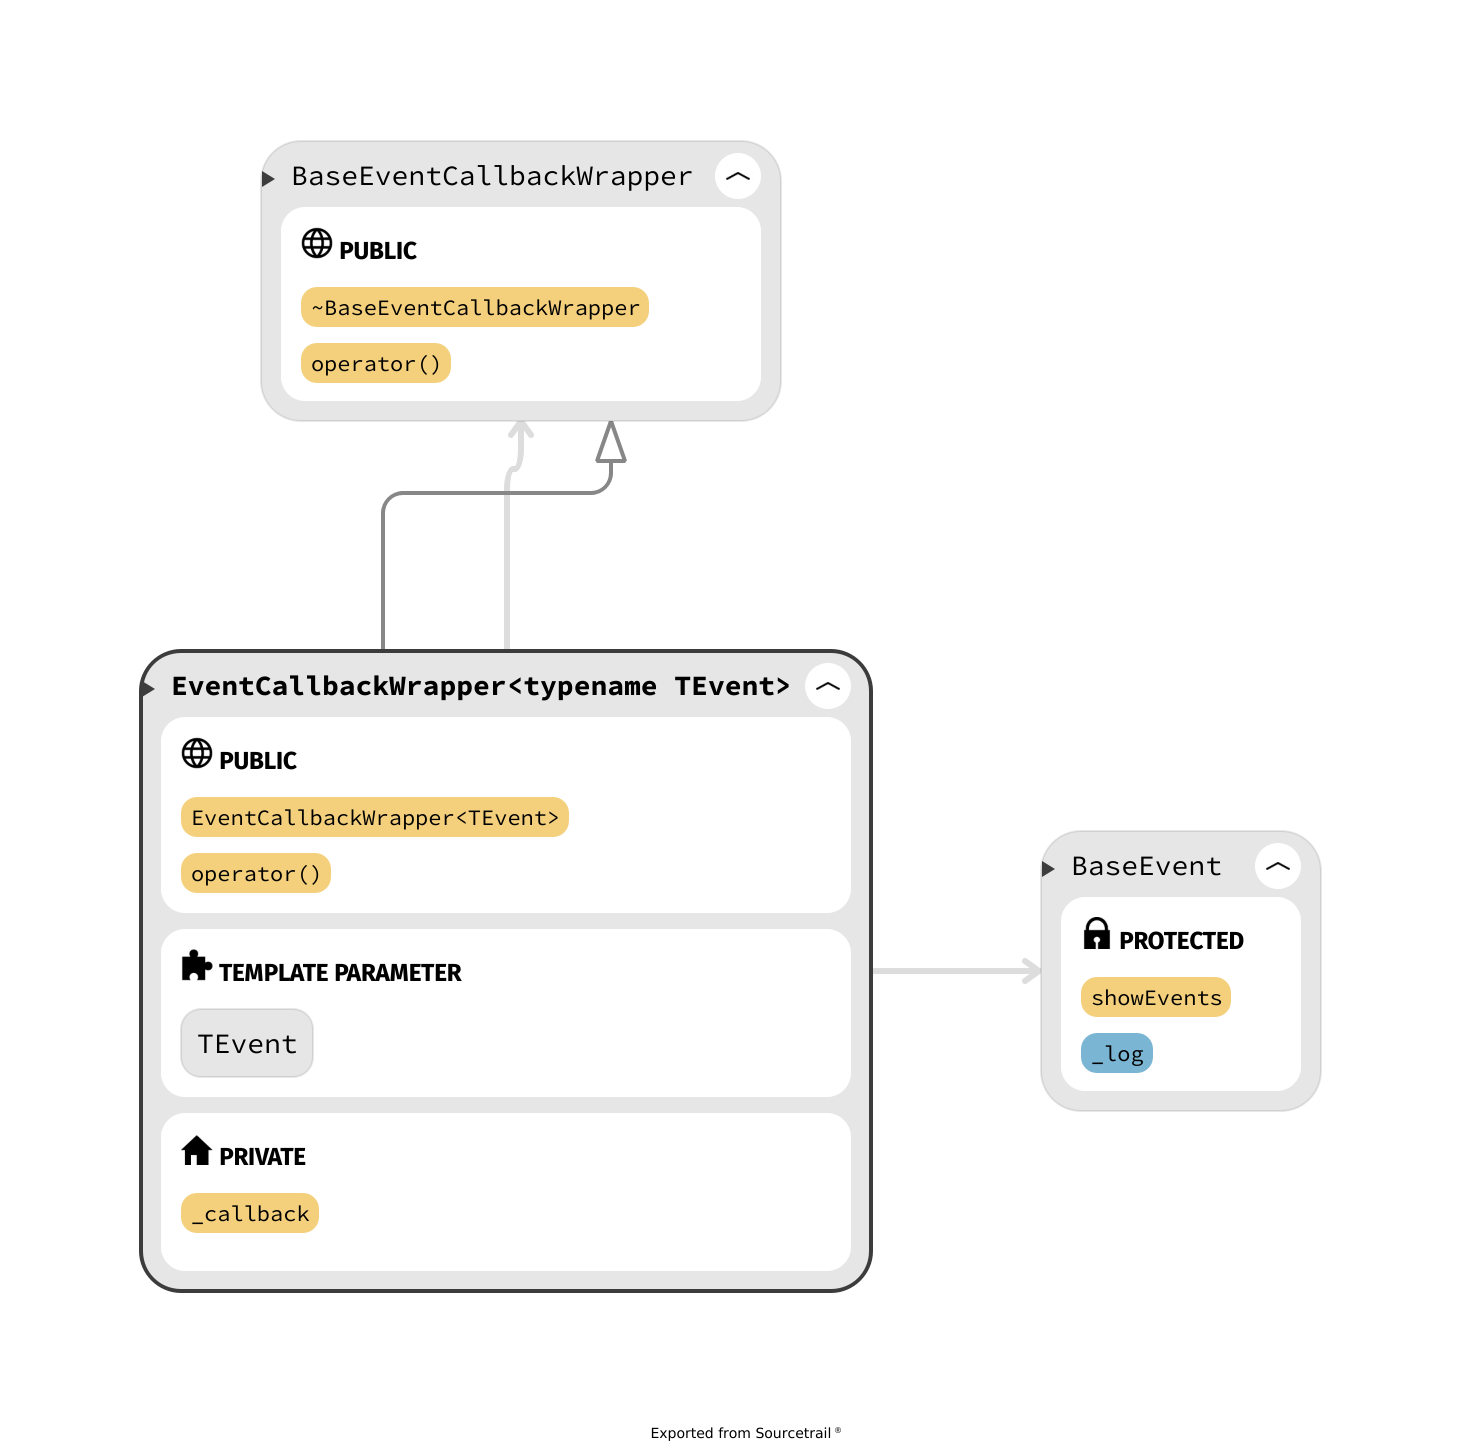 BaseEventCallbackWrapper
PUBLIC
~BaseEventCallbackWrapper
operator()
EventCallbackWrapper<typename TEvent>
PUBLIC
EventCallbackWrapper<TEvent>
operator()
TEMPLATE PARAMETER
TEvent
PRIVATE
_callback
BaseEvent
PROTECTED
showEvents
_log
Exported from Sourcetrail ®